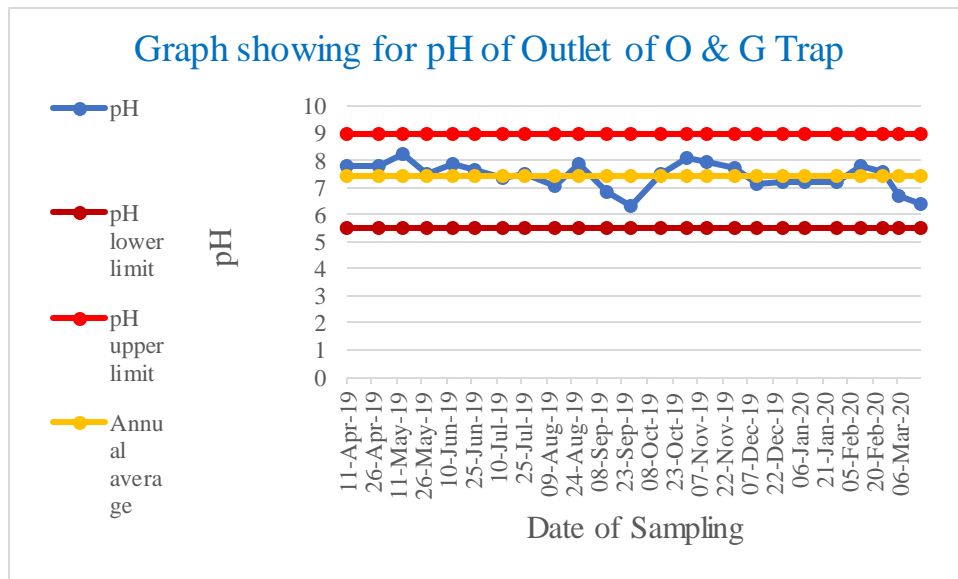 Graph showing for pH of Outlet of O & G Trap
pH
pH
lower
limit
pH
upper
limit
Annu
al
avera
ge
pH
10
9
8
7
6
5
4
3
2
1
0
11-Apr-19
26-Apr-19
11-May-19
26-May-19
10-Jun-19
25-Jun-19
10-Jul-19
25-Jul-19
09-Aug-19
24-Aug-19
08-Sep-19
23-Sep-19
08-Oct-19
23-Oct-19
07-Nov-19
22-Nov-19
07-Dec-19
22-Dec-19
06-Jan-20
21-Jan-20
05-Feb-20
20-Feb-20
06-Mar-20
Date of Sampling